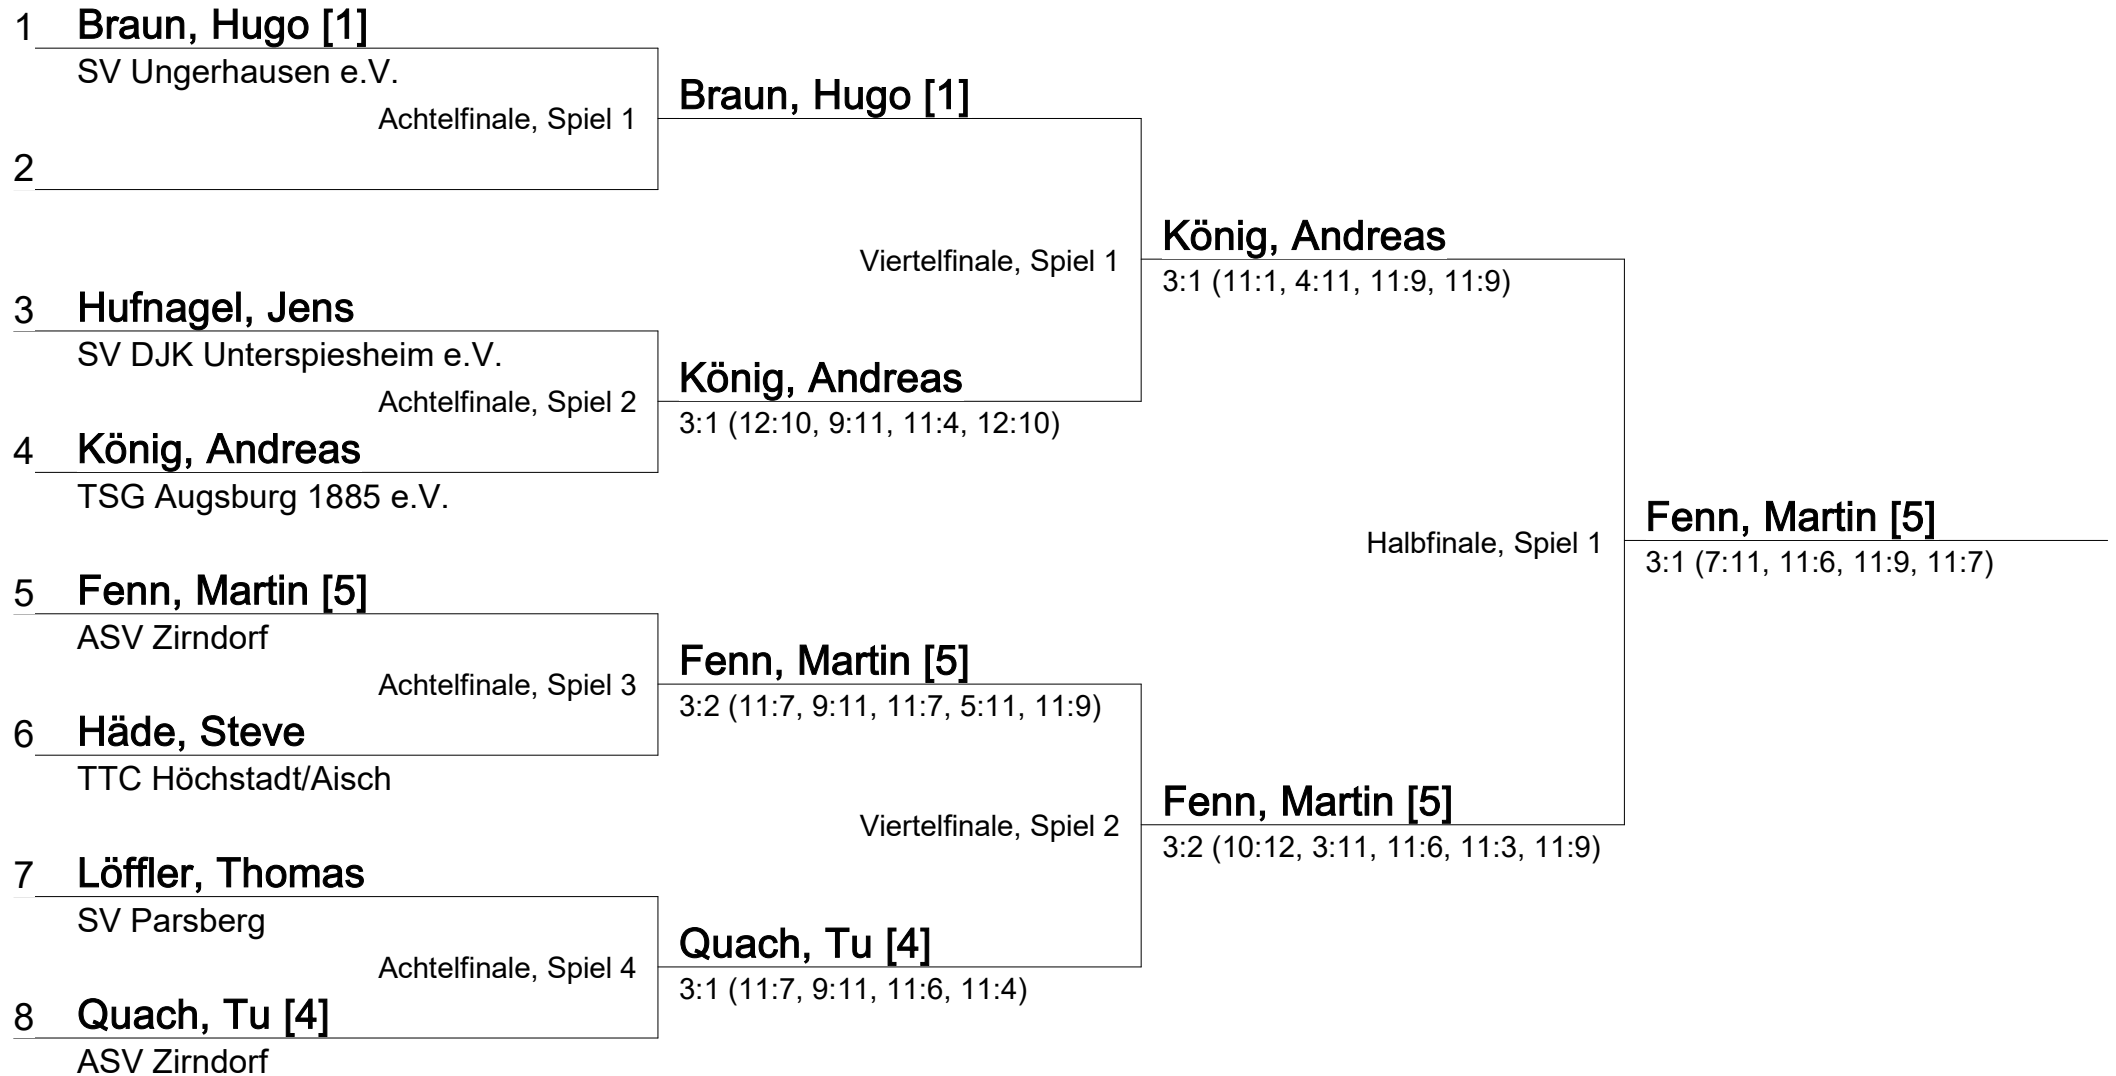 1 Braun, Hugo [1]
SV Ungerhausen e.V.
Achtelfinale, Spiel 1
2
Braun, Hugo [1]
Viertelfinale, Spiel 1
3 Hufnagel, Jens
SV DJK Unterspiesheim e.V.
Achtelfinale, Spiel 2
4 König, Andreas
TSG Augsburg 1885 e.V.
König, Andreas
3:1 (12:10, 9:11, 11:4, 12:10)
König, Andreas
3:1 (11:1, 4:11, 11:9, 11:9)
Halbfinale, Spiel 1
5 Fenn, Martin [5]
ASV Zirndorf
Achtelfinale, Spiel 3
6 Häde, Steve
TTC Höchstadt/Aisch
Fenn, Martin [5]
3:2 (11:7, 9:11, 11:7, 5:11, 11:9)
Viertelfinale, Spiel 2
7 Löffler, Thomas
SV Parsberg
Achtelfinale, Spiel 4
8 Quach, Tu [4]
ASV Zirndorf
Quach, Tu [4]
3:1 (11:7, 9:11, 11:6, 11:4)
Fenn, Martin [5]
3:2 (10:12, 3:11, 11:6, 11:3, 11:9)
Fenn, Martin [5]
3:1 (7:11, 11:6, 11:9, 11:7)